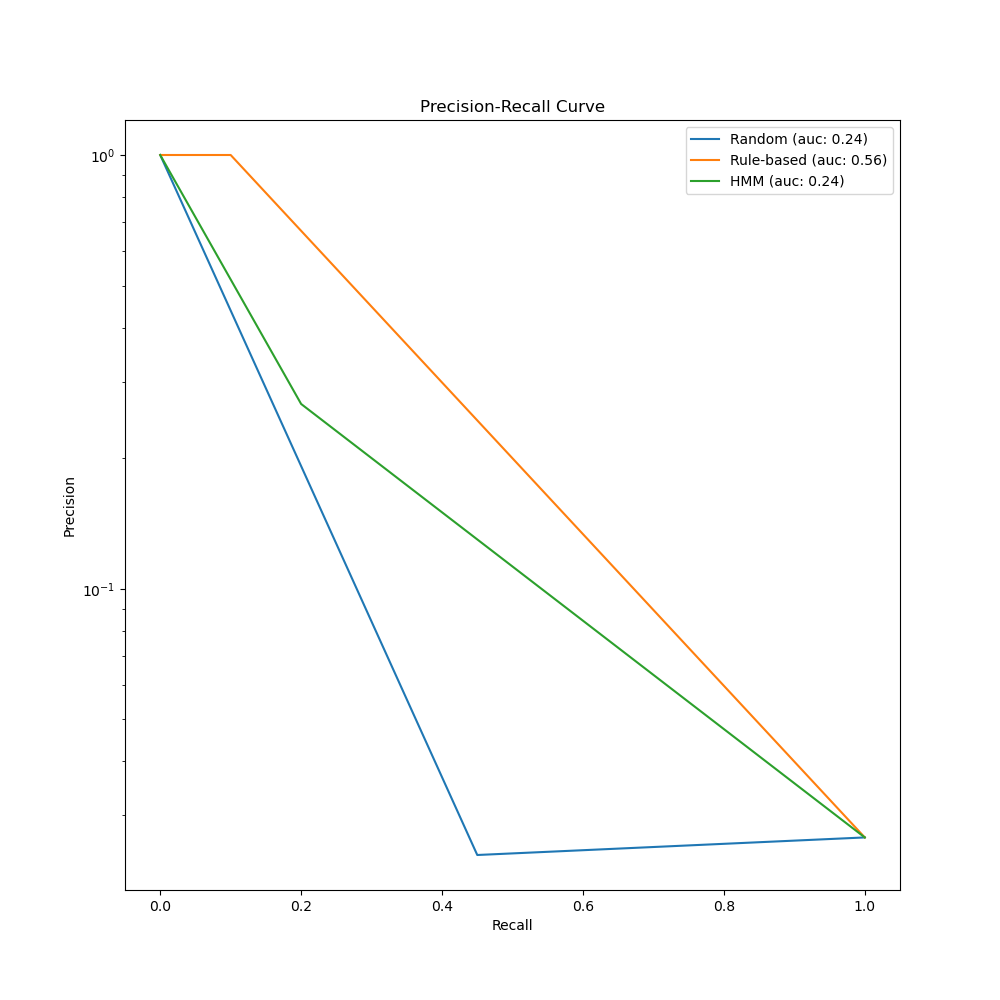 Precision-Recall Curve
Random (auc: 0.24)
Rule-based (auc: 0.56)
HMM (auc: 0.24)
10^0
10^-1
Precision
0.0 0.2 0.4 0.6 0.8 1.0
Recall